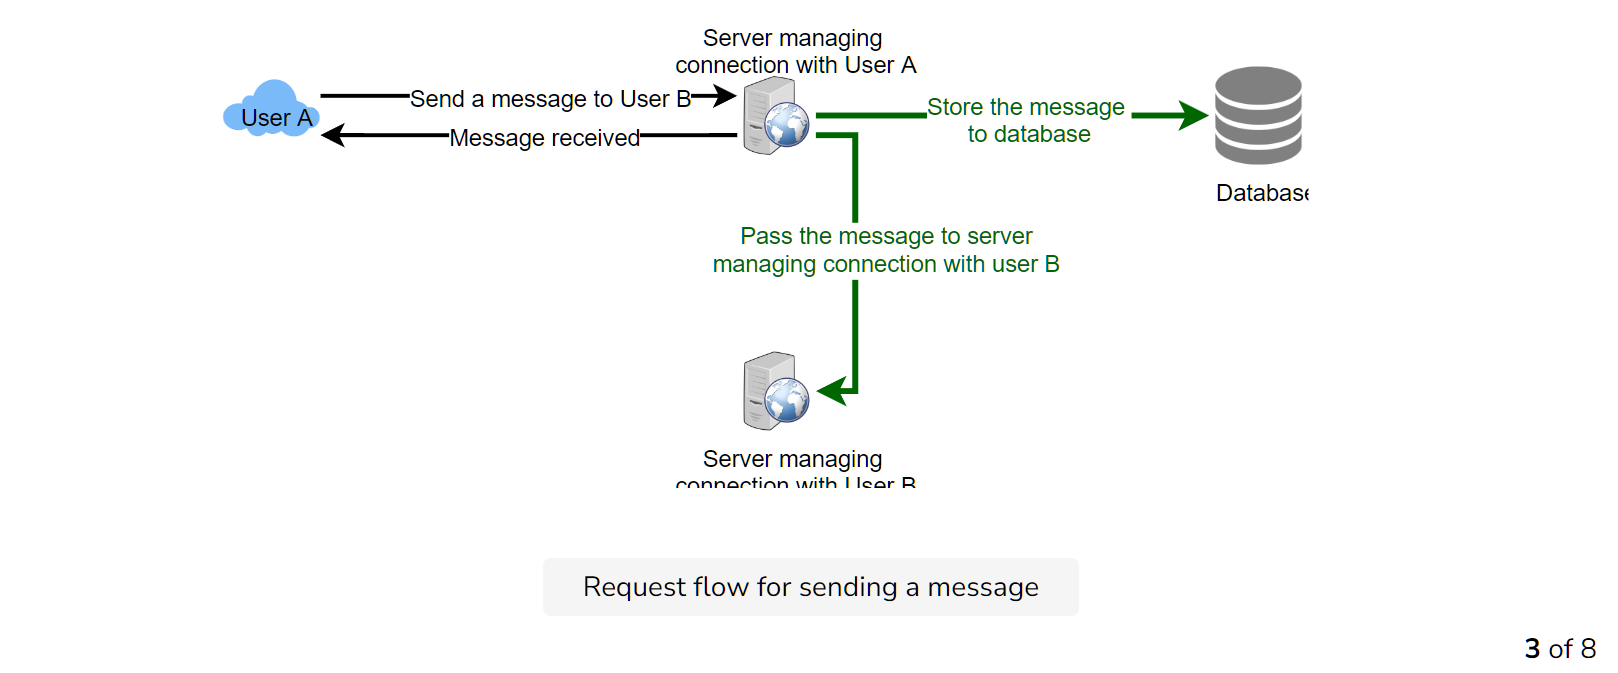 Server managing
connection with User A
User A
Send a message to User B
Message received
Store the message
to database
Database
Pass the message to server
managing connection with user B
Server managing
connection with User B
Request flow for sending a message
3 of 8